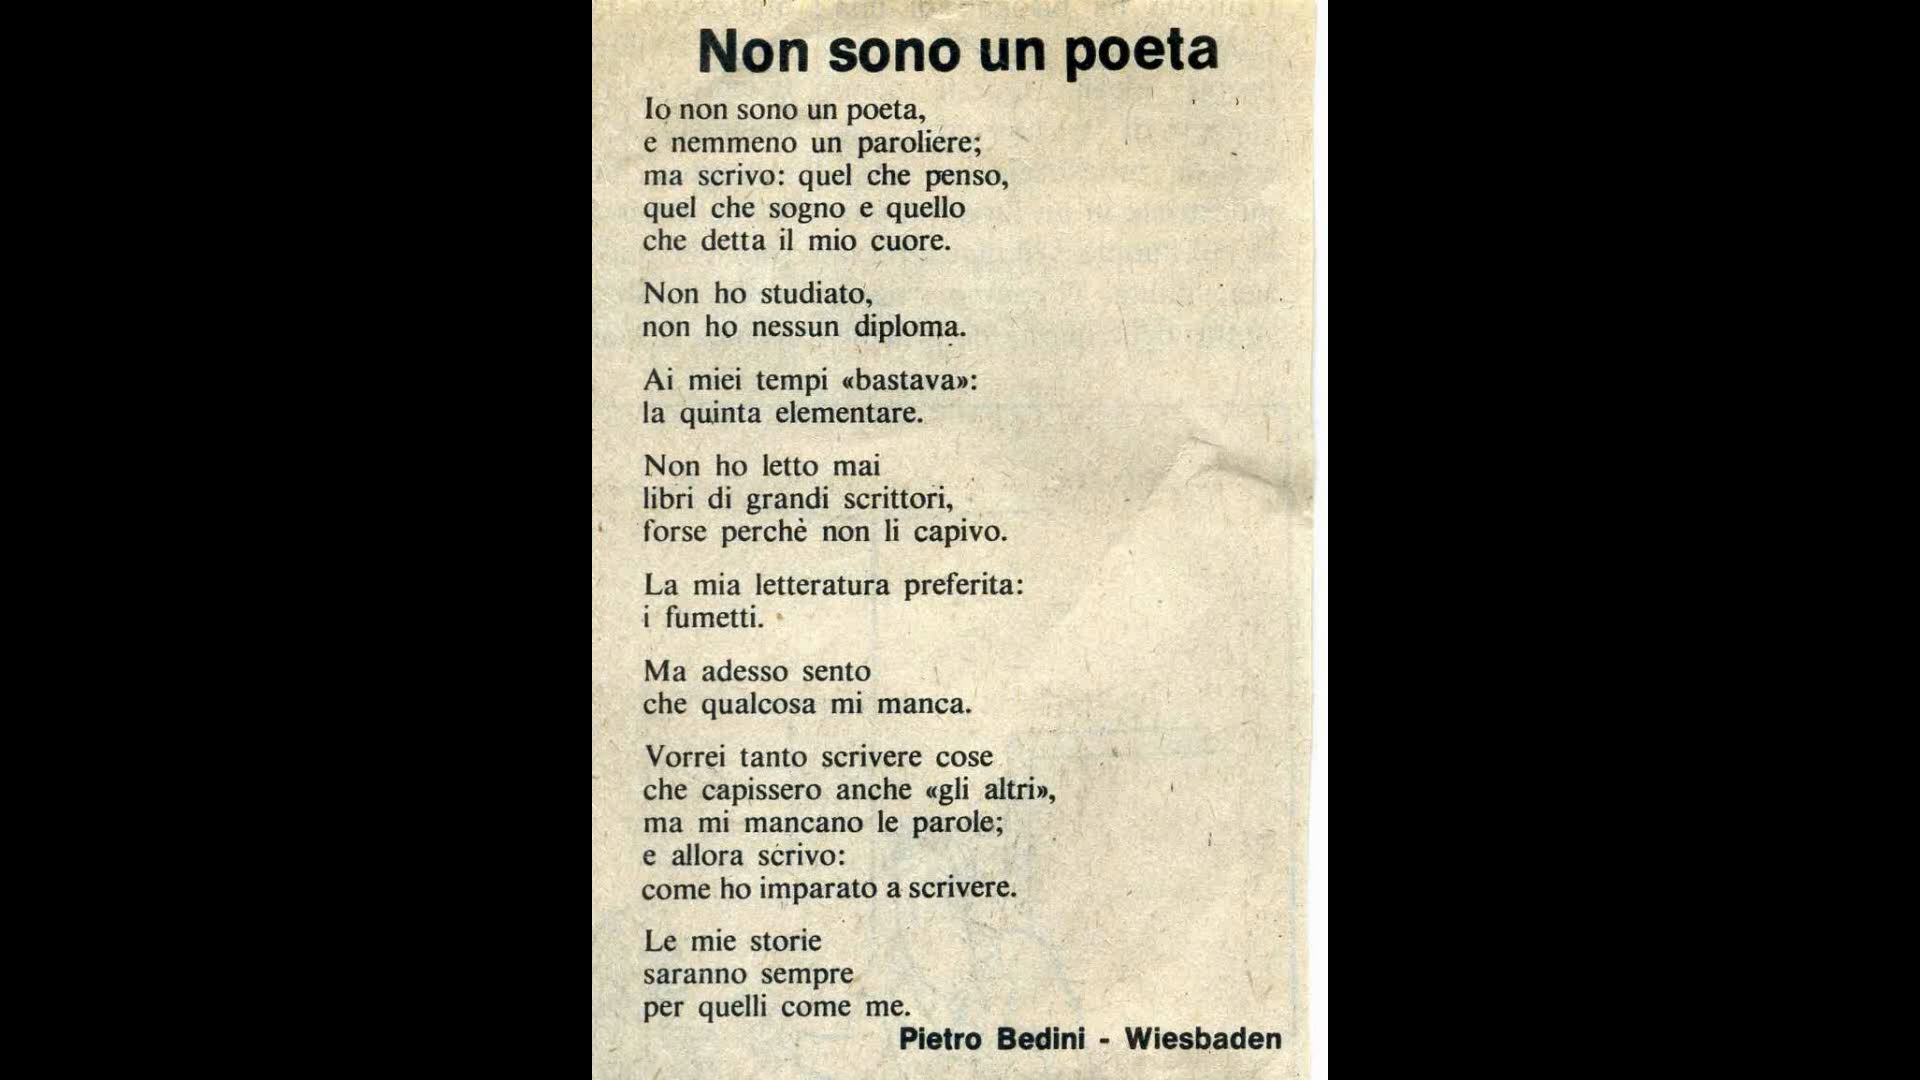 Non sono un poeta
Io non sono un poeta,
e nemmeno un paroliere;
ma scrivo: quel che penso,
quel che sogno e quello
che detta il mio cuore.
Non ho studiato,
non ho nessun diploma.
Ai miei tempi «bastava»:
la quinta elementare.
Non ho letto mai
libri di grandi scrittori,
forse perchè non li capivo.
La mia letteratura preferita:
i fumetti.
Ma adesso sento
che qualcosa mi manca.
Vorrei tanto scrivere cose
che capissero anche «gli altri»,
ma mi mancano le parole;
e allora scrivo:
come ho imparato a scrivere.
Le mie storie
saranno sempre
per quelli come me.
Pietro Bedini - Wiesbaden